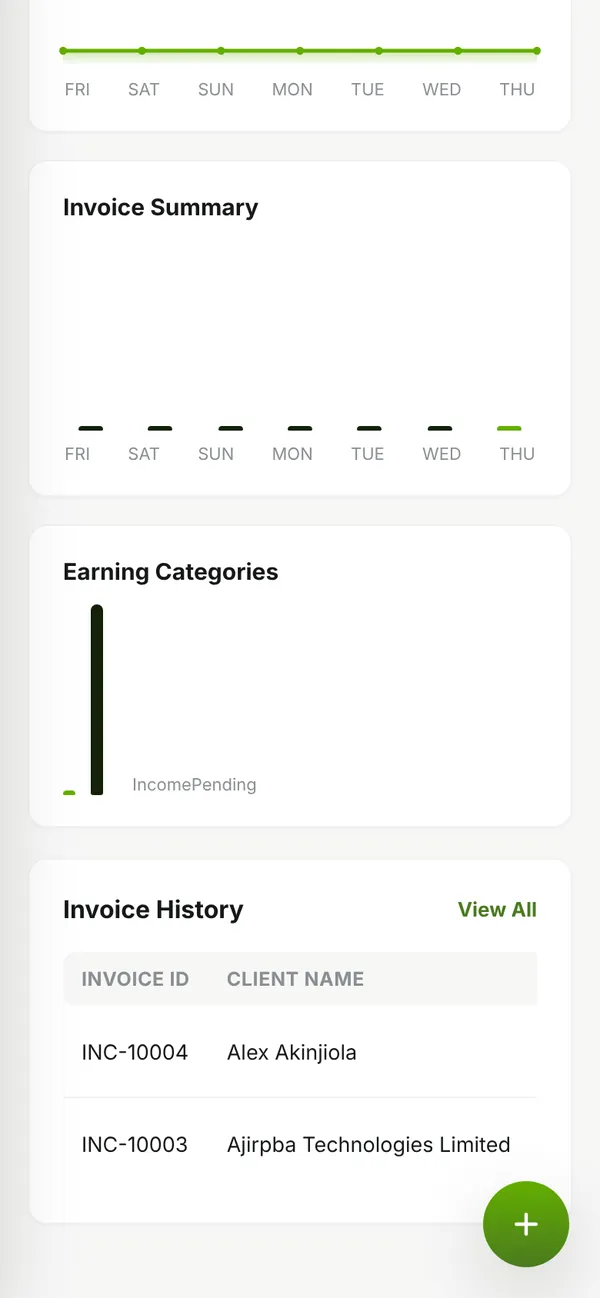 FRI SAT SUN MON TUE WED THU
Invoice Summary
FRI SAT SUN MON TUE WED THU
Earning Categories
IncomePending
Invoice History View All
INVOICE ID CLIENT NAME
INC-10004 Alex Akinjiola
INC-10003 Ajirpba Technologies Limited
+